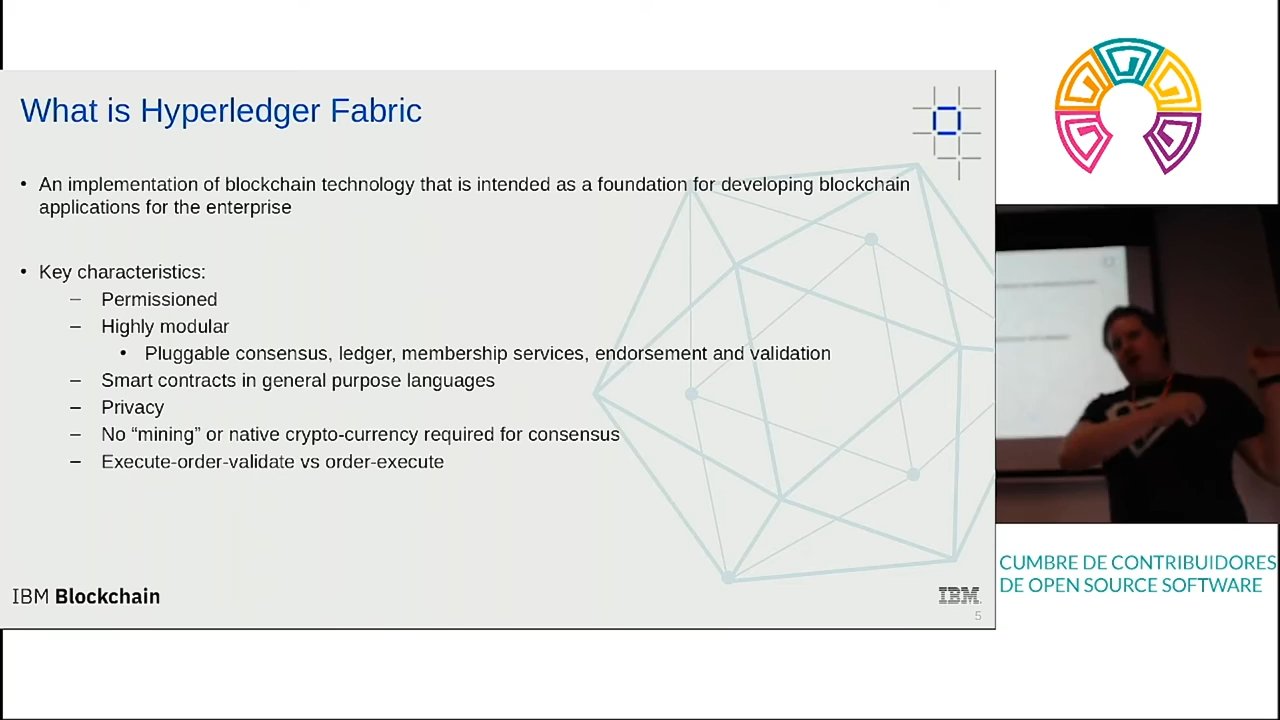 What is Hyperledger Fabric
• An implementation of blockchain technology that is intended as a foundation for developing blockchain
applications for the enterprise
• Key characteristics:
– Permissioned
– Highly modular
• Pluggable consensus, ledger, membership services, endorsement and validation
– Smart contracts in general purpose languages
– Privacy
– No “mining” or native crypto-currency required for consensus
– Execute-order-validate vs order-execute
IBM Blockchain
IBM
5
CUMBRE DE CONTRIBUIDORES
DE OPEN SOURCE SOFTWARE